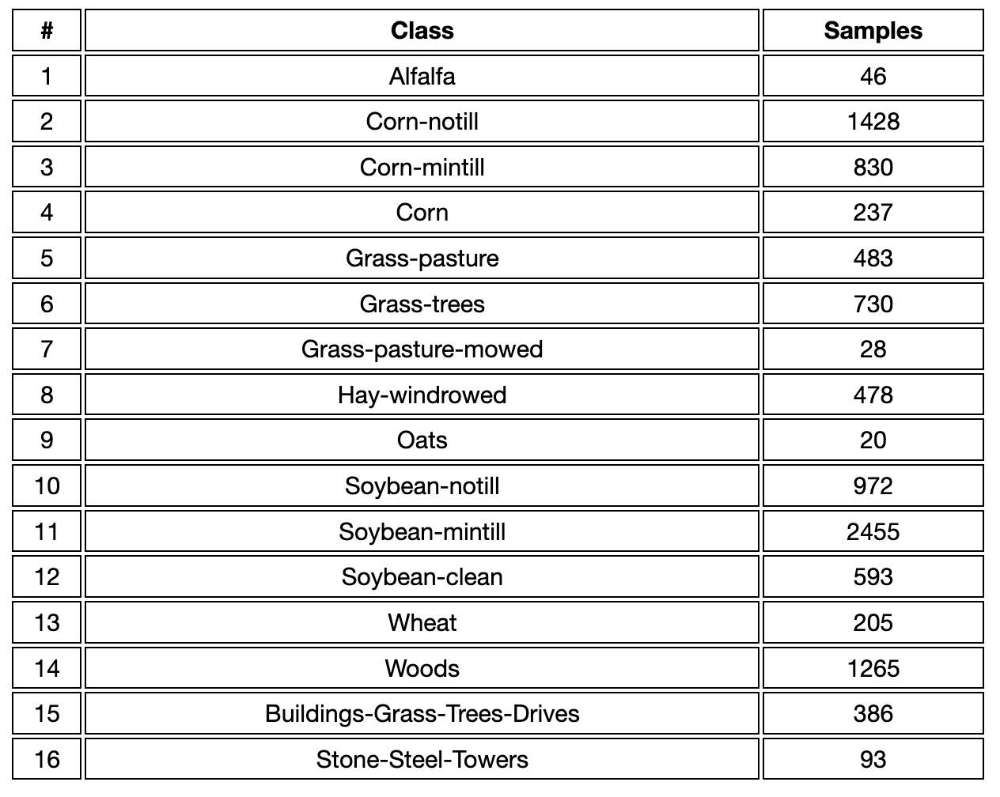 # Class Samples
1 Alfalfa 46
2 Corn-notill 1428
3 Corn-mintill 830
4 Corn 237
5 Grass-pasture 483
6 Grass-trees 730
7 Grass-pasture-mowed 28
8 Hay-windrowed 478
9 Oats 20
10 Soybean-notill 972
11 Soybean-mintill 2455
12 Soybean-clean 593
13 Wheat 205
14 Woods 1265
15 Buildings-Grass-Trees-Drives 386
16 Stone-Steel-Towers 93